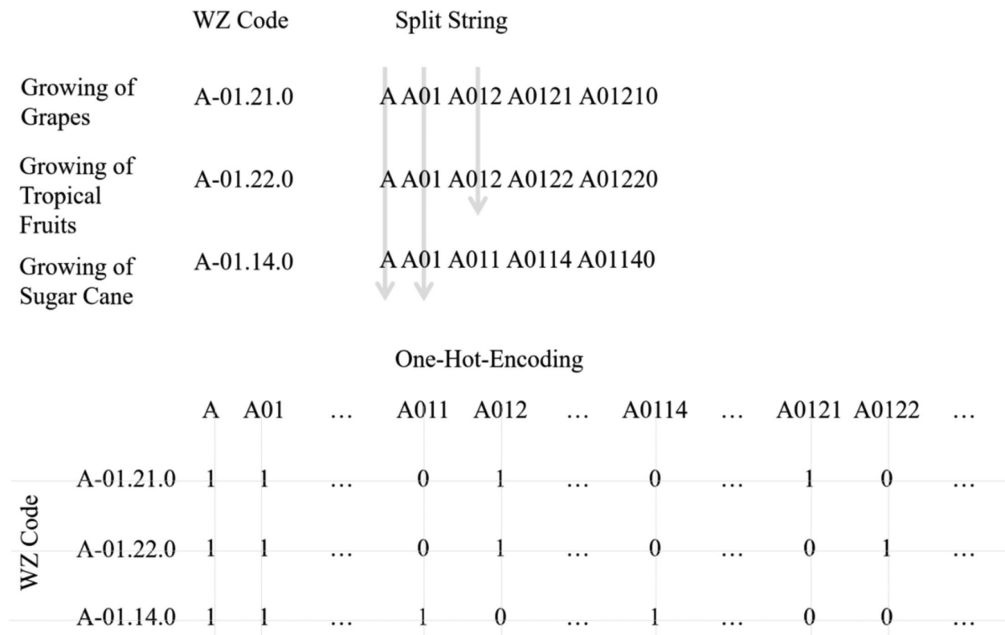 WZ Code Split String
Growing of
Grapes
A-01.21.0 A A01 A012 A0121 A01210
Growing of
Tropical
Fruits
A-01.22.0 A A01 A012 A0122 A01220
Growing of
Sugar Cane
A-01.14.0 A A01 A011 A0114 A01140
One-Hot-Encoding
A A01 ... A011 A012 ... A0114 ... A0121 A0122 ...
WZ Code
A-01.21.0 1 1 ... 0 1 ... 0 ... 1 0 ...
A-01.22.0 1 1 ... 0 1 ... 0 ... 0 1 ...
A-01.14.0 1 1 ... 1 0 ... 1 ... 0 0 ...